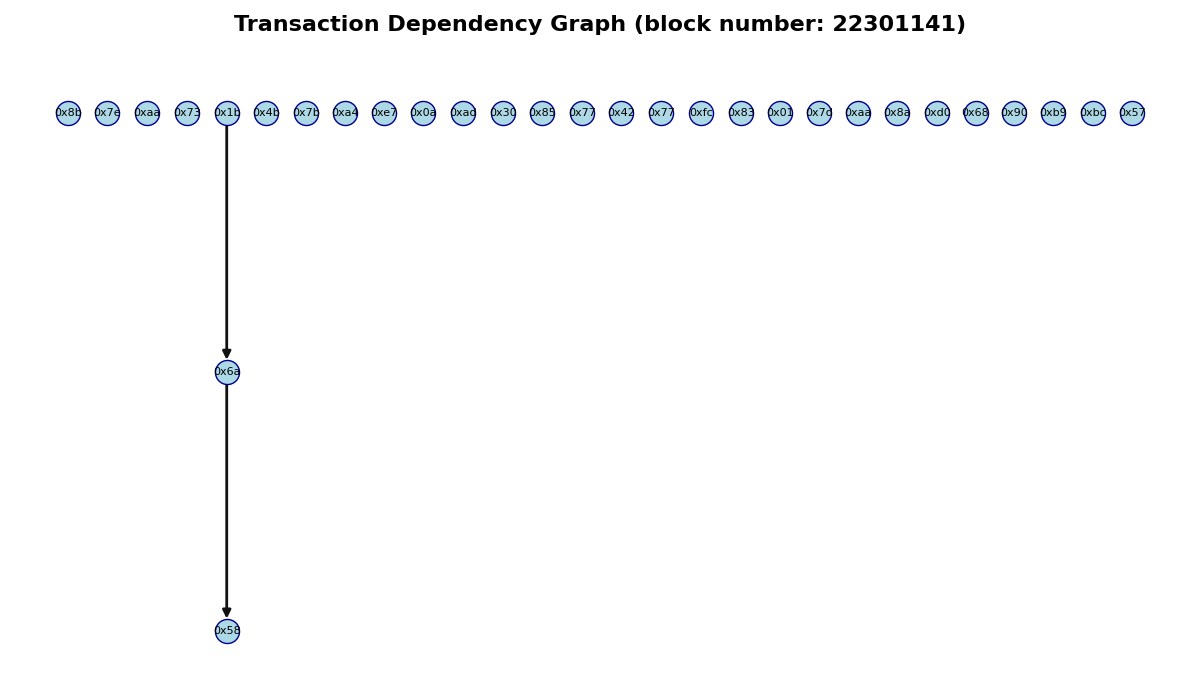 Transaction Dependency Graph (block number: 22301141)
0x8b 0x7e 0xaa 0x73 0x1b 0x4b 0x7b 0xa4 0xe7 0x0a 0xad 0x30 0x85 0x77 0x42 0x77 0xfc 0x83 0x01 0x7d 0xaa 0x8a 0xd0 0x68 0x90 0xb9 0xbc 0x57
0x6a
0x58